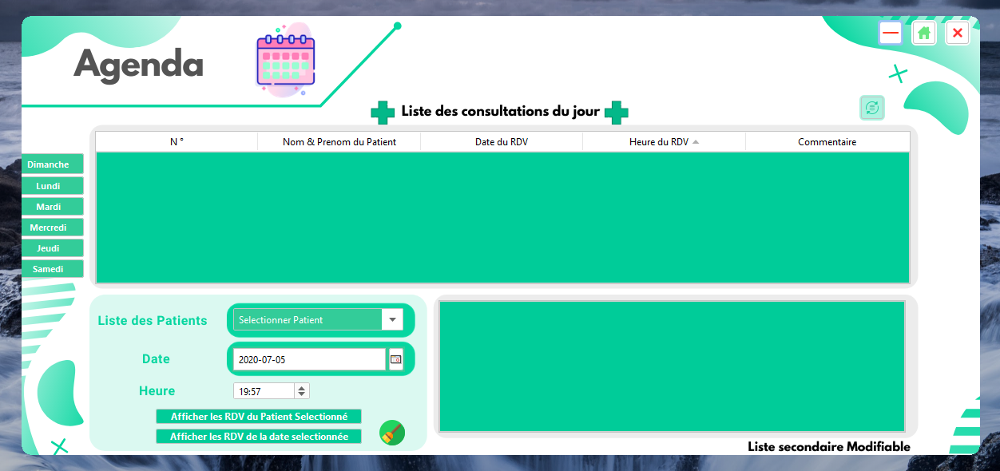 Agenda
Liste des consultations du jour
N °
Nom & Prenom du Patient
Date du RDV
Heure du RDV
Commentaire
Dimanche
Lundi
Mardi
Mercredi
Jeudi
Samedi
Liste des Patients
Selectionner Patient
Date
2020-07-05
Heure
19:57
Afficher les RDV du Patient Selectionné
Afficher les RDV de la date selectionnée
Liste secondaire Modifiable